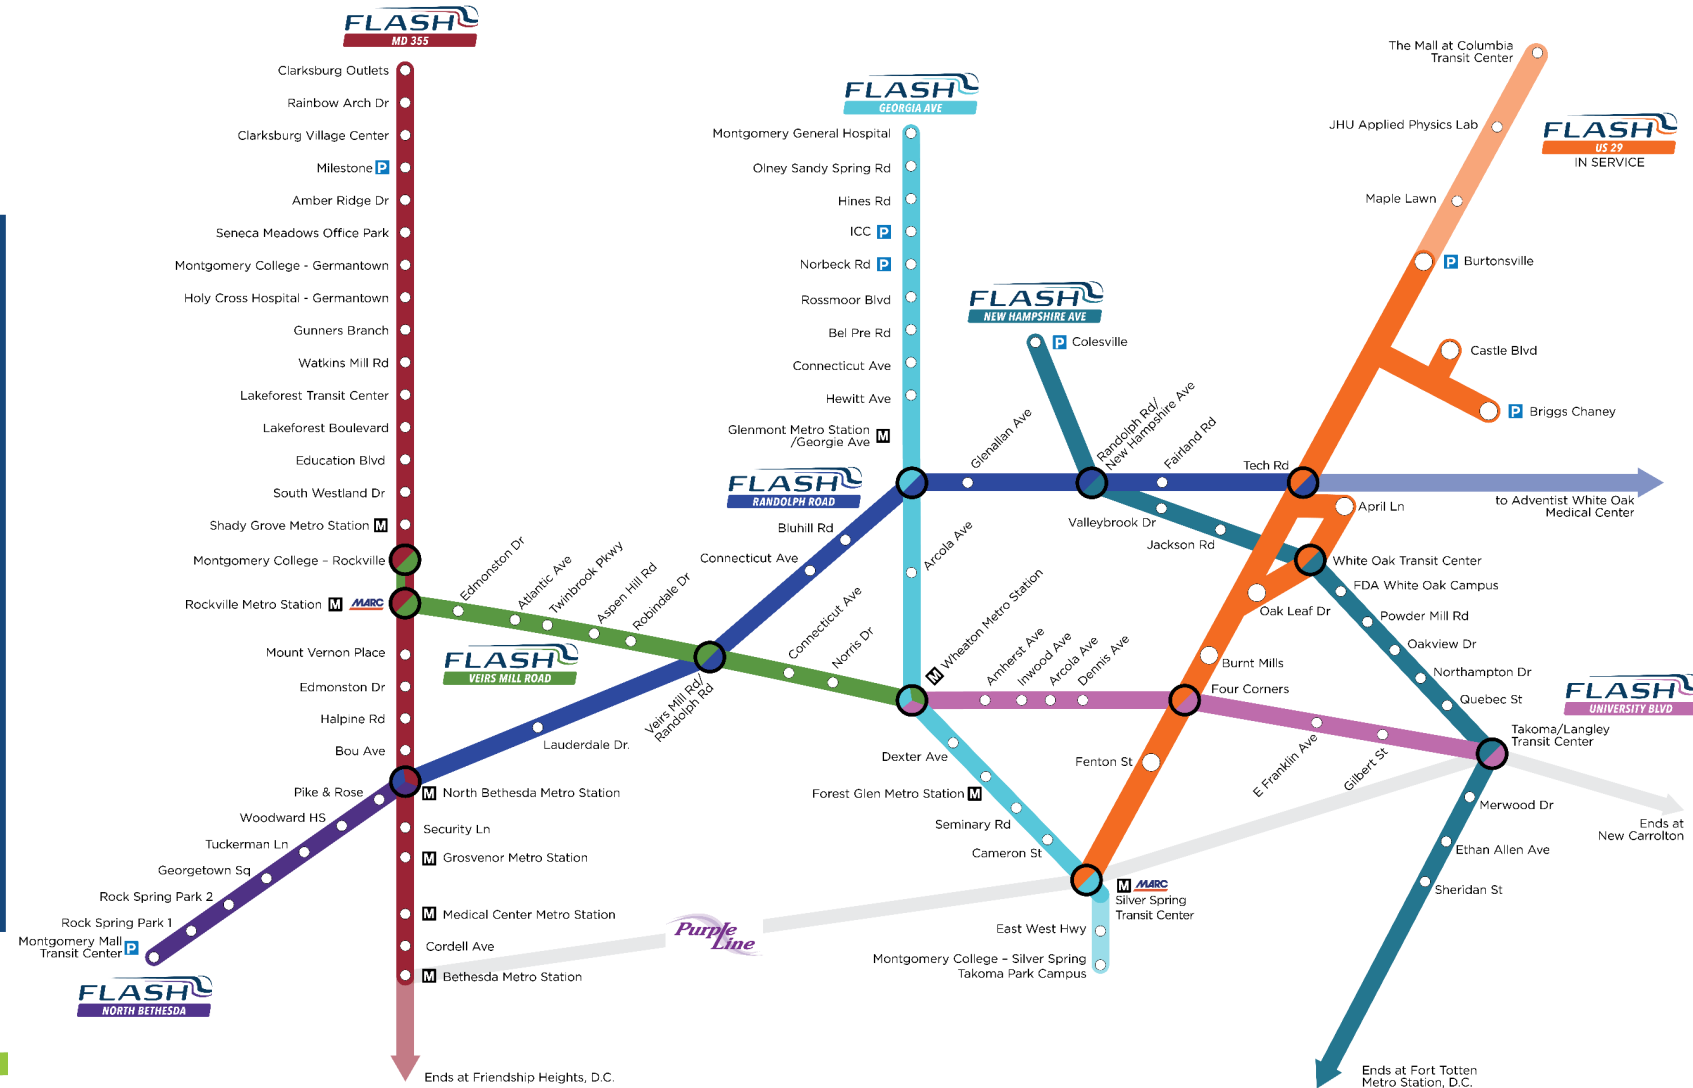 FLASH
MD 355
Clarksburg Outlets
Rainbow Arch Dr
Clarksburg Village Center
Milestone P
Amber Ridge Dr
Seneca Meadows Office Park
Montgomery College - Germantown
Holy Cross Hospital - Germantown
Gunners Branch
Watkins Mill Rd
Lakeforest Transit Center
Lakeforest Boulevard
Education Blvd
South Westland Dr
Shady Grove Metro Station M
Montgomery College – Rockville
Rockville Metro Station M MARC
Mount Vernon Place
Edmonston Dr
Halpine Rd
Bou Ave
M North Bethesda Metro Station
Security Ln
M Grosvenor Metro Station
M Medical Center Metro Station
Cordell Ave
M Bethesda Metro Station
Ends at Friendship Heights, D.C.
Pike & Rose
Woodward HS
Tuckerman Ln
Georgetown Sq
Rock Spring Park 2
Rock Spring Park 1
Montgomery Mall
Transit Center P
FLASH
NORTH BETHESDA
Edmonston Dr
Atlantic Ave
Twinbrook Pkwy
Aspen Hill Rd
Robindale Dr
FLASH
VEIRS MILL ROAD
Veirs Mill Rd/
Randolph Rd
Connecticut Ave
Norris Dr
M Wheaton Metro Station
Lauderdale Dr.
Connecticut Ave
Bluhill Rd
FLASH
RANDOLPH ROAD
Glenallan Ave
Randolph Rd/
New Hampshire Ave
Fairland Rd
Tech Rd
to Adventist White Oak
Medical Center
FLASH
GEORGIA AVE
Montgomery General Hospital
Olney Sandy Spring Rd
Hines Rd
ICC P
Norbeck Rd P
Rossmoor Blvd
Bel Pre Rd
Connecticut Ave
Hewitt Ave
Glenmont Metro Station
/Georgie Ave M
Arcola Ave
Dexter Ave
Forest Glen Metro Station M
Seminary Rd
Cameron St
M MARC
Silver Spring
Transit Center
East West Hwy
Montgomery College – Silver Spring
Takoma Park Campus
Purple
Line
FLASH
NEW HAMPSHIRE AVE
P Colesville
Valleybrook Dr
Jackson Rd
White Oak Transit Center
FDA White Oak Campus
Powder Mill Rd
Oakview Dr
Northampton Dr
Quebec St
Takoma/Langley
Transit Center
Merwood Dr
Ethan Allen Ave
Sheridan St
Ends at Fort Totten
Metro Station, D.C.
Ends at
New Carrolton
The Mall at Columbia
Transit Center
JHU Applied Physics Lab
Maple Lawn
FLASH
US 29
IN SERVICE
P Burtonsville
Castle Blvd
P Briggs Chaney
April Ln
Oak Leaf Dr
Burnt Mills
Four Corners
Fenton St
Amherst Ave
Inwood Ave
Arcola Ave
Dennis Ave
E Franklin Ave
Gilbert St
FLASH
UNIVERSITY BLVD